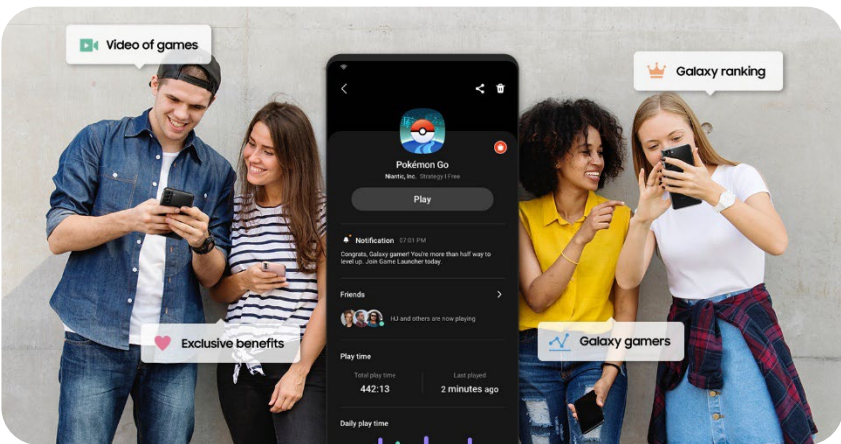 Video of games
Galaxy ranking
Pokémon Go
Niantic, Inc. Strategy | Free
Play
Notification 07:01 PM
Congrats, Galaxy gamer! You're more than half way to
level up. Join Game Launcher today.
Friends
HJ and others are now playing
Exclusive benefits
Galaxy gamers
Play time
Total play time
Last played
442:13
2 minutes ago
Daily play time